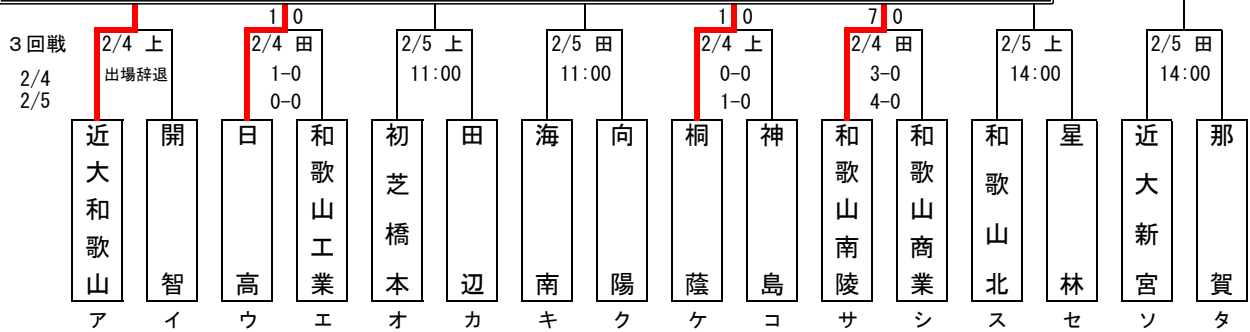 1 0 1 0 7 0
3回戦 2/4 上 2/4 田 2/5 上 2/5 田 2/4 上 2/4 田 2/5 上 2/5 田
2/4 出場辞退 1-0 11:00 11:00 0-0 3-0 14:00 14:00
2/5 0-0 1-0 4-0
近大和歌山
開智
日高
和歌山工業
初芝橋本
田辺
海南
向陽
桐蔭
神島
和歌山南陵
和歌山商業
和歌山北
星林
近大新宮
那賀
ア イ ウ エ オ カ キ ク ケ コ サ シ ス セ ソ タ